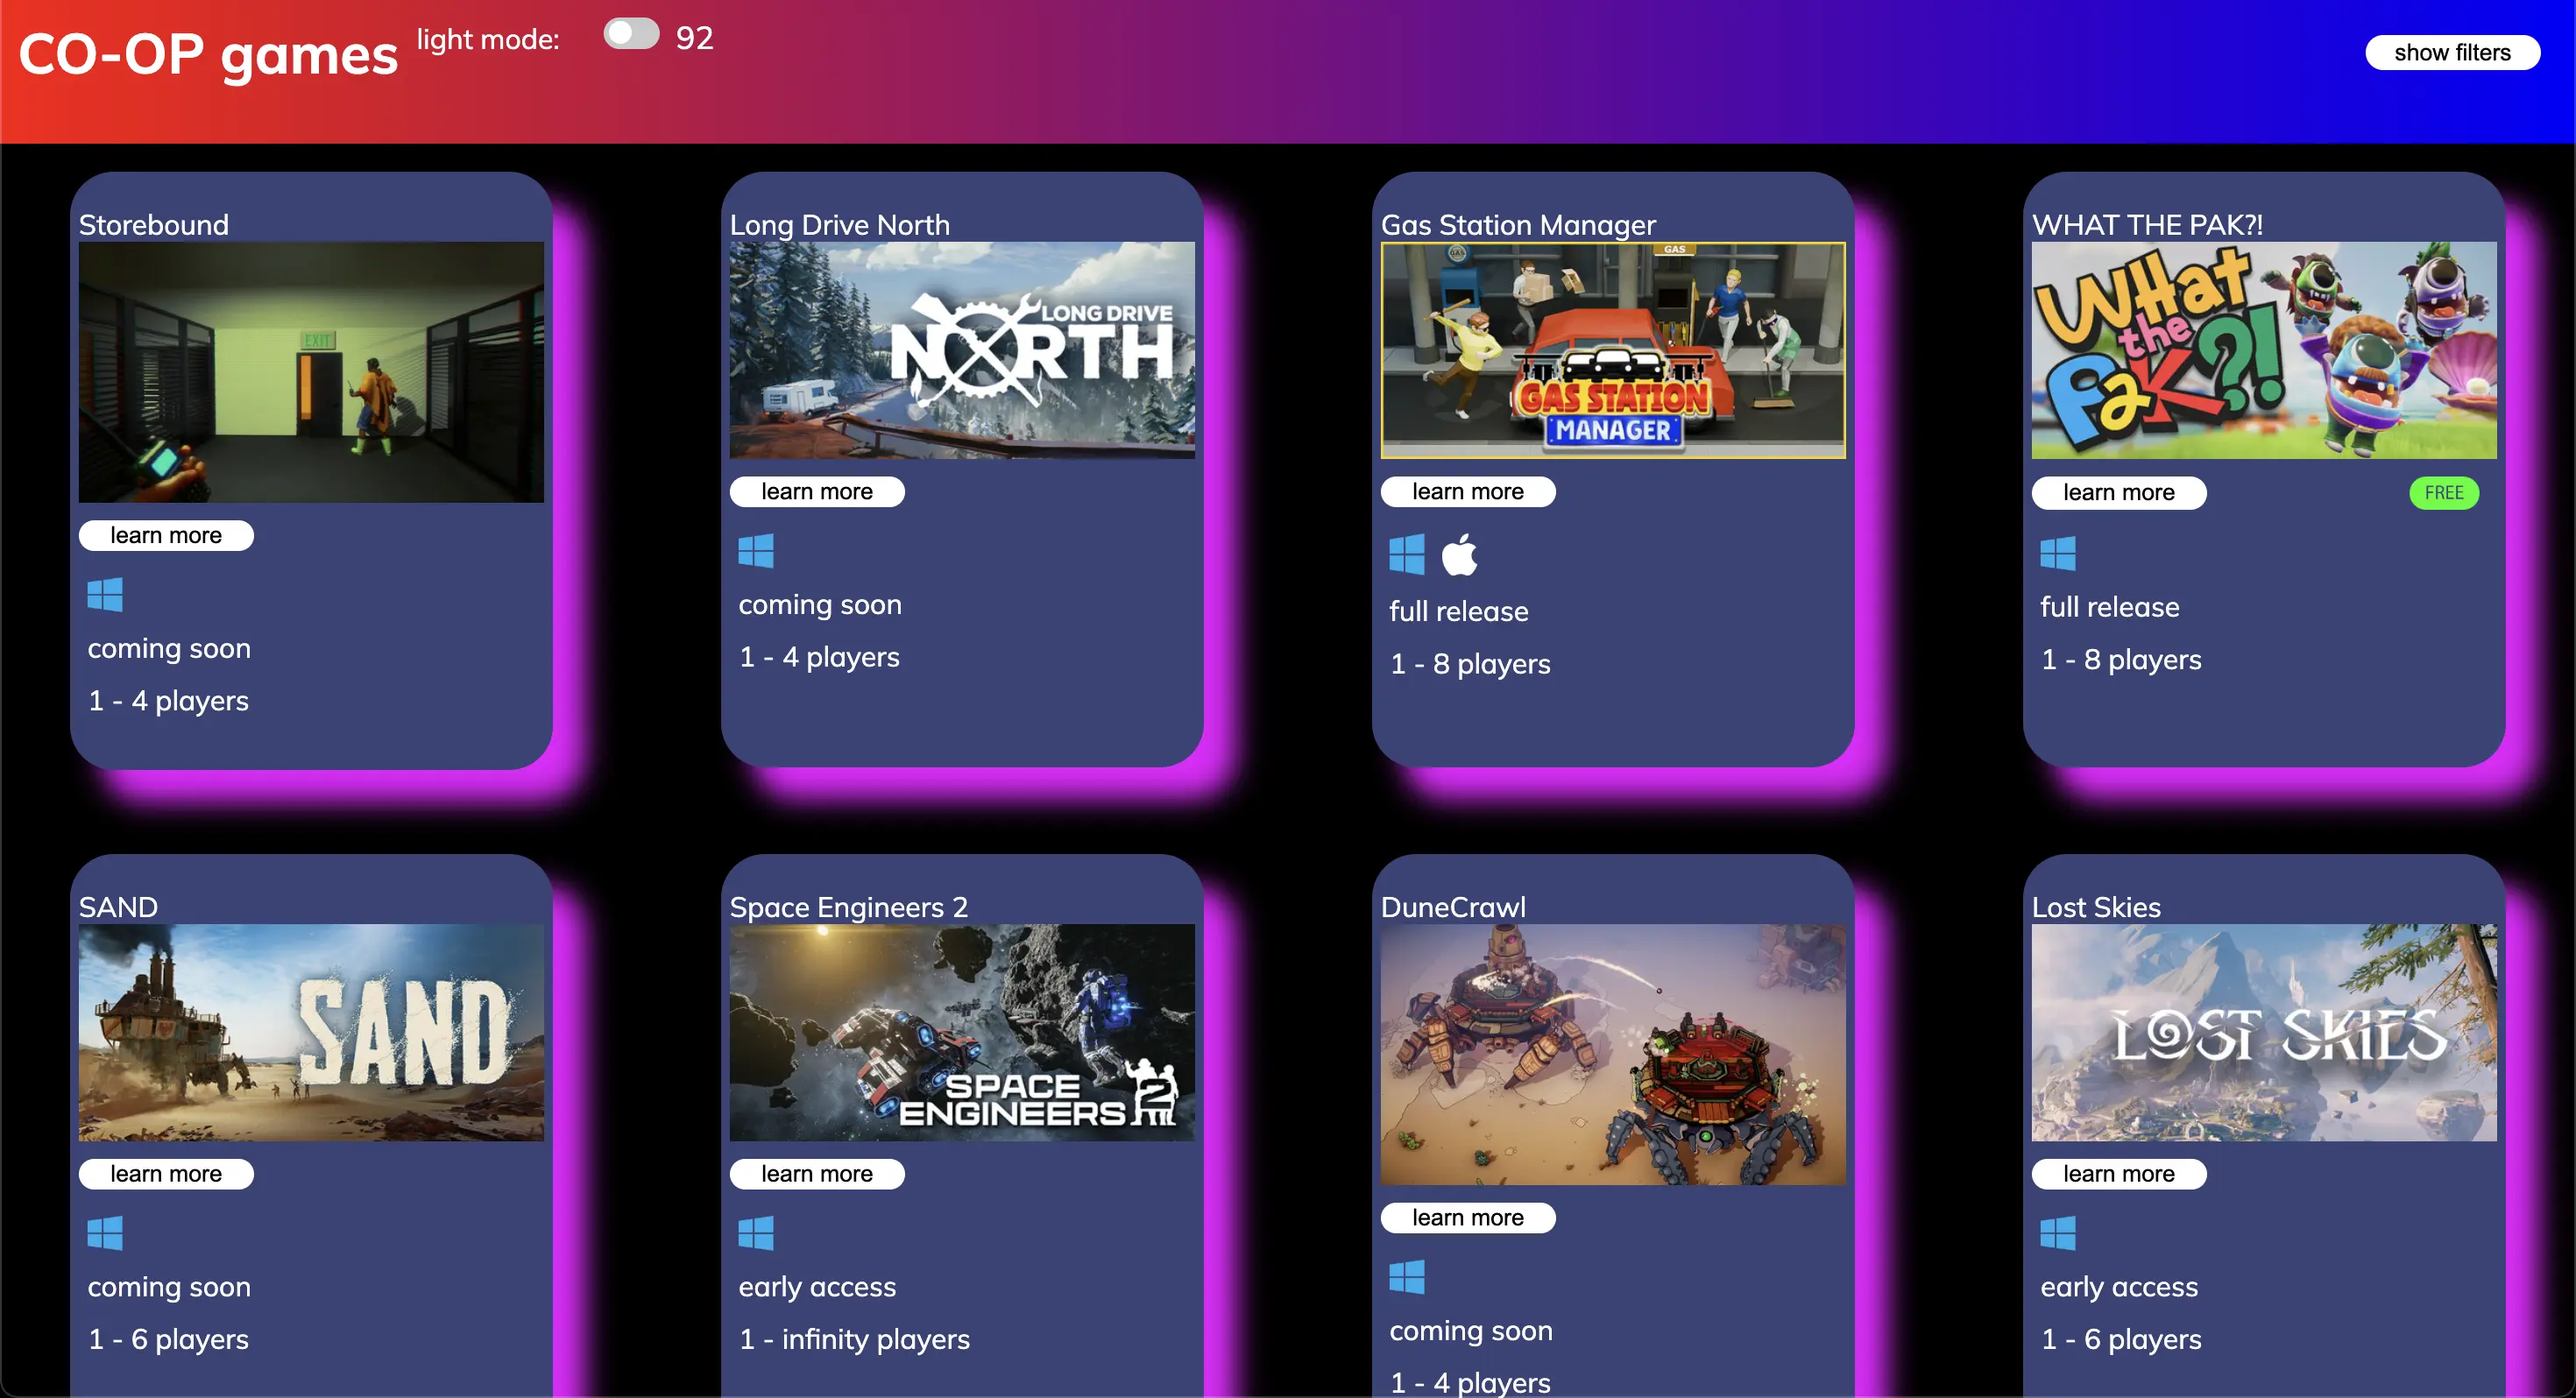 CO-OP games
light mode:
92
show filters
Storebound
EXIT
learn more
coming soon
1 - 4 players
Long Drive North
LONG DRIVE
NORTH
learn more
coming soon
1 - 4 players
Gas Station Manager
GAS
GAS STATION
MANAGER
learn more
full release
1 - 8 players
WHAT THE PAK?!
What
the
Pak?!
learn more
FREE
full release
1 - 8 players
SAND
SAND
learn more
coming soon
1 - 6 players
Space Engineers 2
SPACE
ENGINEERS 2
learn more
early access
1 - infinity players
DuneCrawl
learn more
coming soon
1 - 4 players
Lost Skies
LOST SKIES
learn more
early access
1 - 6 players